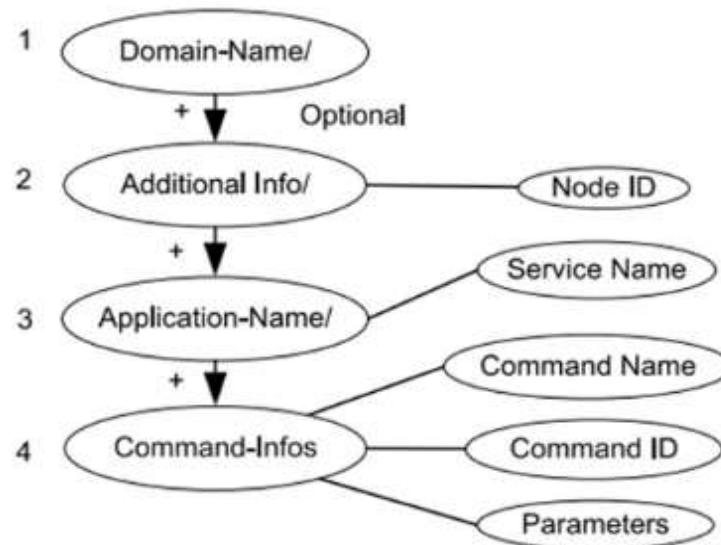 1
Domain-Name/
+
Optional
2
Additional Info/
Node ID
+
Service Name
3
Application-Name/
+
Command Name
4
Command-Infos
Command ID
Parameters